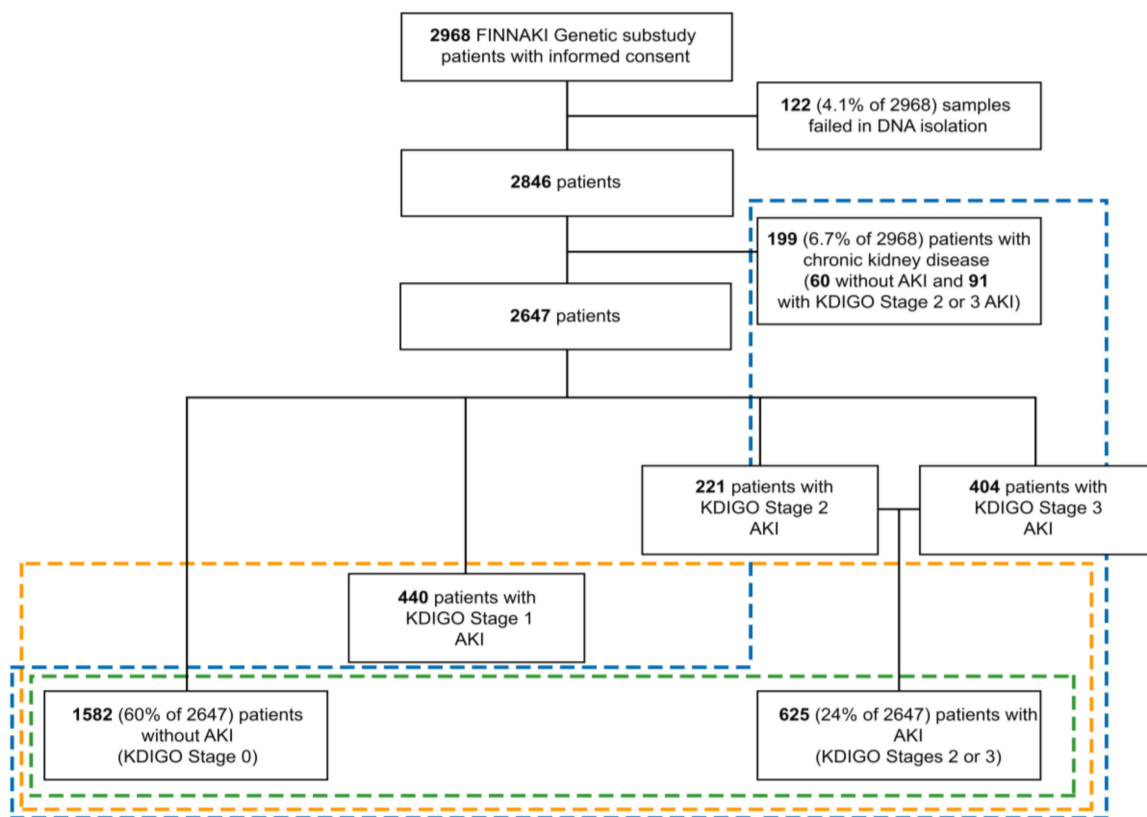 2968 FINNAKI Genetic substudy
patients with informed consent
122 (4.1% of 2968) samples
failed in DNA isolation
2846 patients
199 (6.7% of 2968) patients with
chronic kidney disease
(60 without AKI and 91
with KDIGO Stage 2 or 3 AKI)
2647 patients
221 patients with
KDIGO Stage 2
AKI
404 patients with
KDIGO Stage 3
AKI
440 patients with
KDIGO Stage 1
AKI
1582 (60% of 2647) patients
without AKI
(KDIGO Stage 0)
625 (24% of 2647) patients with
AKI
(KDIGO Stages 2 or 3)